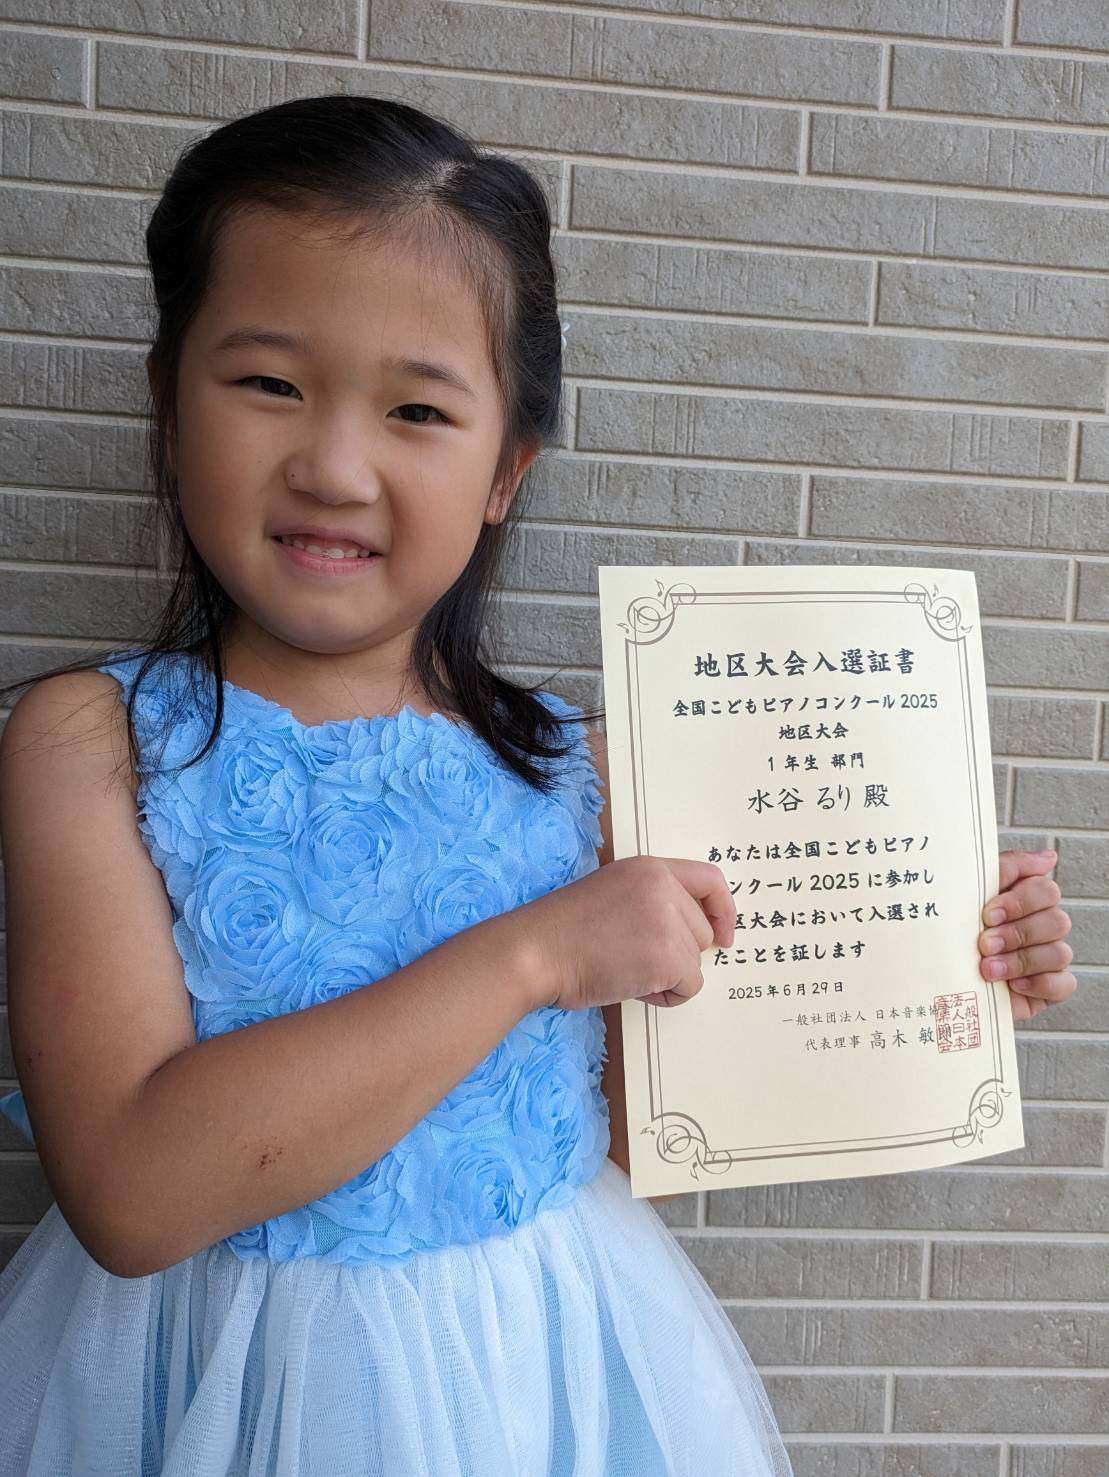 地区大会入選証書
全国こどもピアノコンクール2025
地区大会
1年生 部門
水谷 るり 殿
あなたは全国こどもピアノ
ンクール 2025 に参加し
区大会において入選され
たことを証します
2025年6月29日
一般社団法人 日本音楽
代表理事 高木 敏